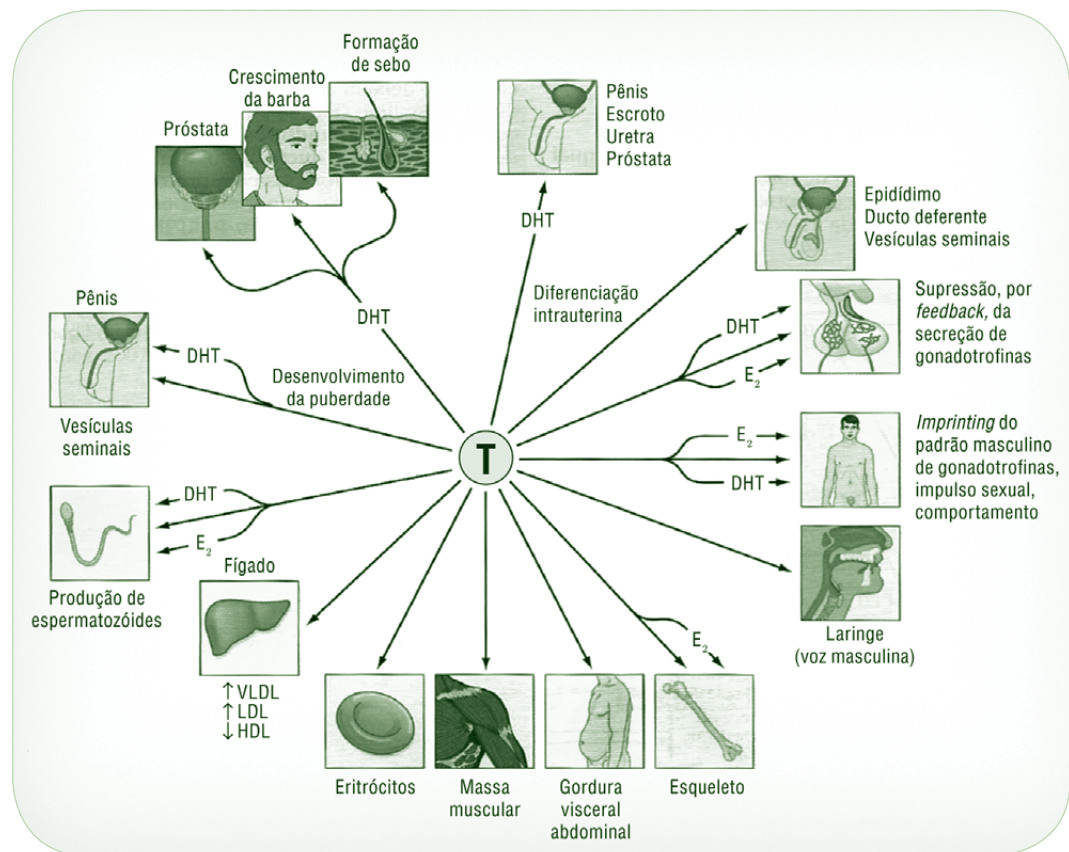 Formação
de sebo
Crescimento
da barba
Próstata
Pênis
Escroto
Uretra
Próstata
DHT
Epidídimo
Ducto deferente
Vesículas seminais
Diferenciação
intrauterina
DHT
Supressão, por
feedback, da
secreção de
gonadotrofinas
DHT
E₂
Pênis
DHT
Desenvolvimento
da puberdade
Vesículas
seminais
T
E₂
DHT
Imprinting do
padrão masculino
de gonadotrofinas,
impulso sexual,
comportamento
DHT
E₂
Produção de
espermatozóides
Fígado
↑ VLDL
↑ LDL
↓ HDL
E₂
Laringe
(voz masculina)
Eritrócitos
Massa
muscular
Gordura
visceral
abdominal
Esqueleto